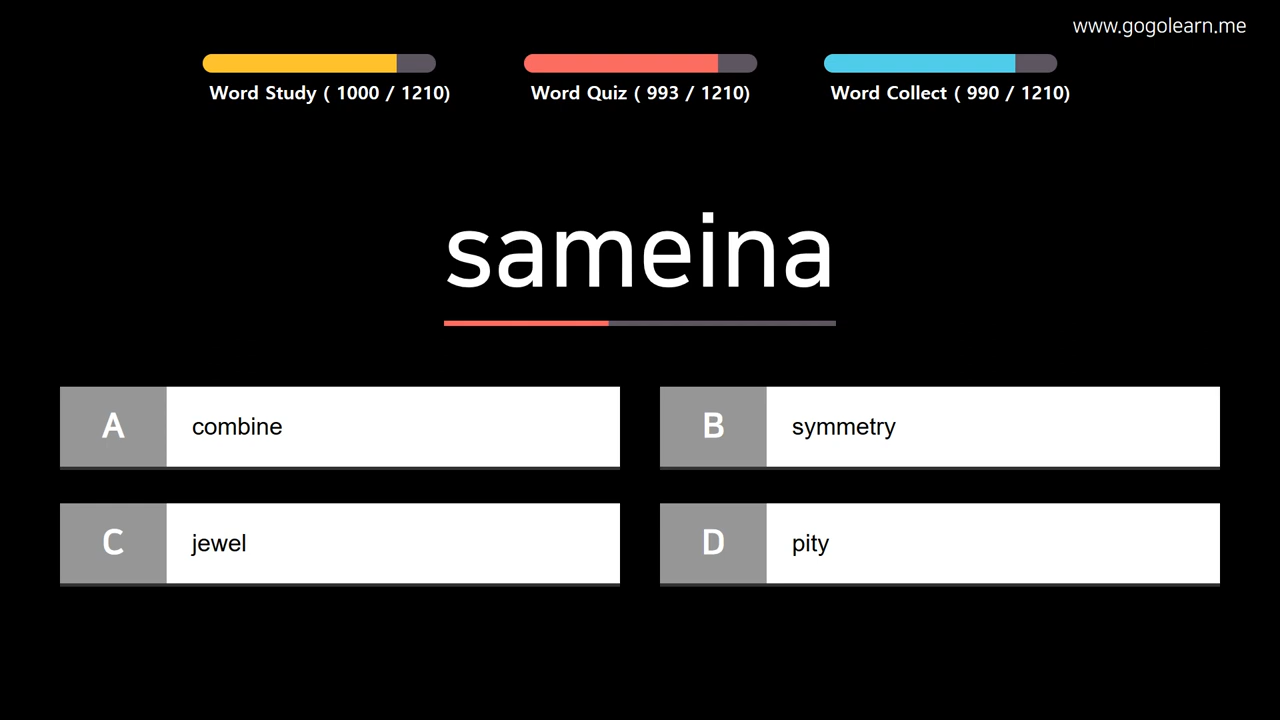 www.gogolearn.me
Word Study ( 1000 / 1210)
Word Quiz ( 993 / 1210)
Word Collect ( 990 / 1210)
sameina
A combine
B symmetry
C jewel
D pity